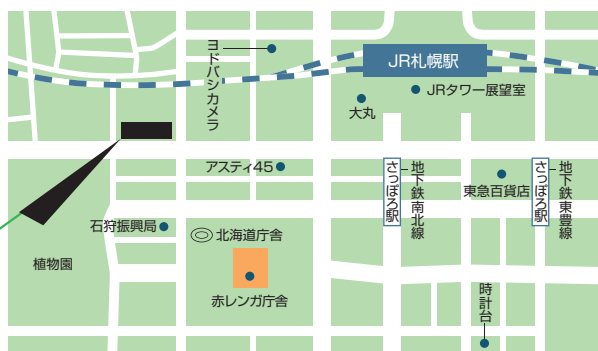 ヨドバシカメラ
JR札幌駅
JRタワー展望室
大丸
アスティ45
さっぽろ駅
地下鉄南北線
東急百貨店
さっぽろ駅
地下鉄東豊線
石狩振興局
北海道庁舎
植物園
赤レンガ庁舎
時計台